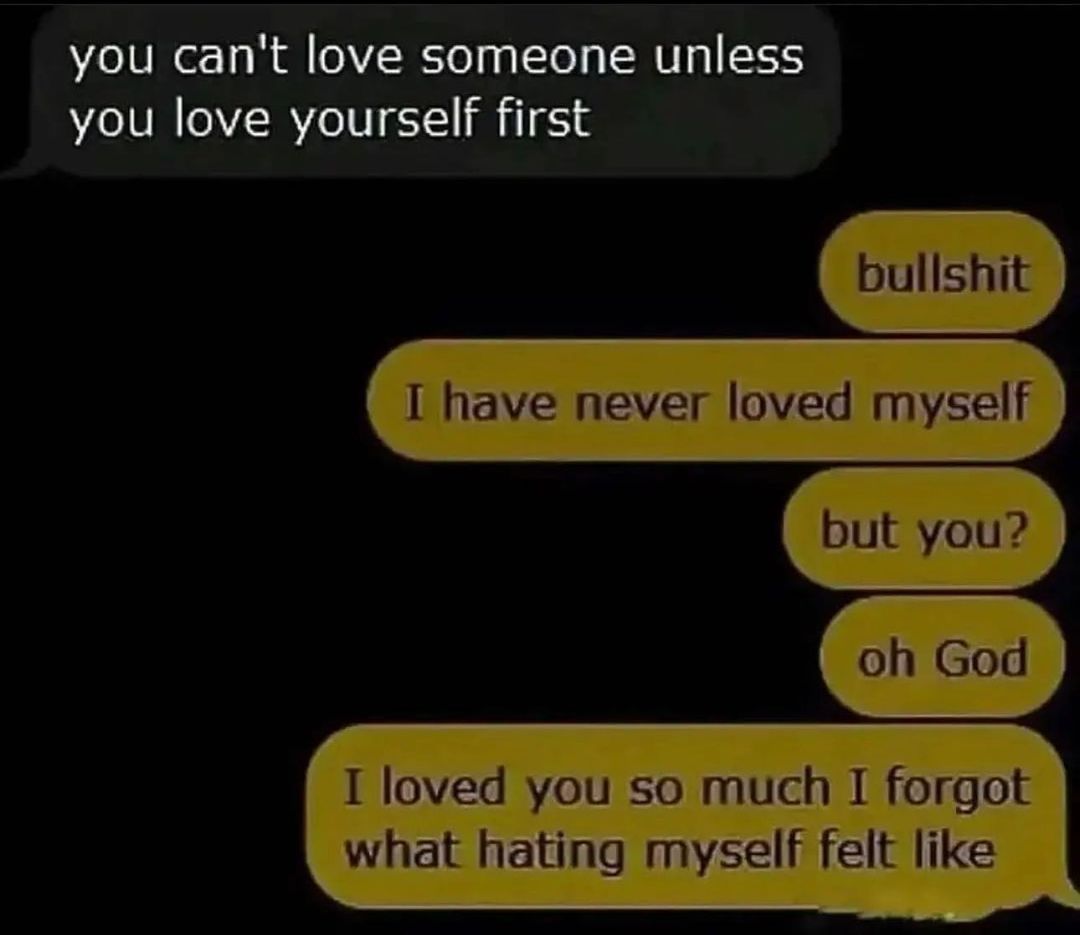 you can't love someone unless
you love yourself first
bullshit
I have never loved myself
but you?
oh God
I loved you so much I forgot
what hating myself felt like